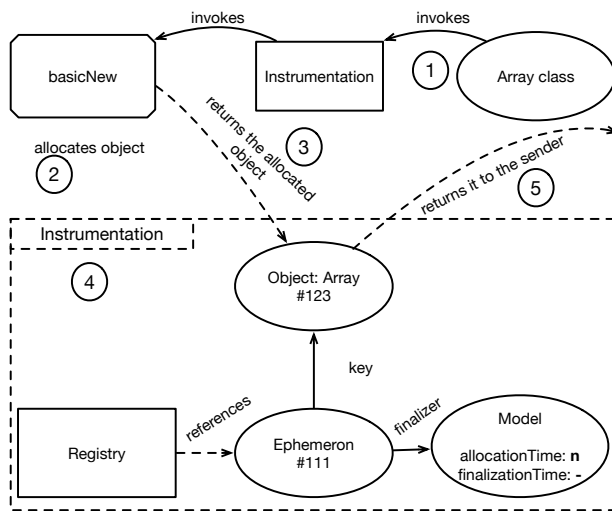 invokes
invokes
basicNew
Instrumentation
Array class
1
returns the allocated
object
3
allocates object
2
returns it to the sender
5
Instrumentation
4
Object: Array
#123
key
Registry
references
Ephemeron
#111
finalizer
Model
allocationTime: n
finalizationTime: -